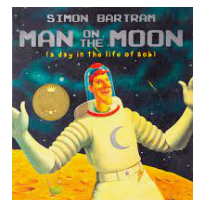 SIMON BARTRAM
MAN ON THE MOON
(a day in the life of Bob)